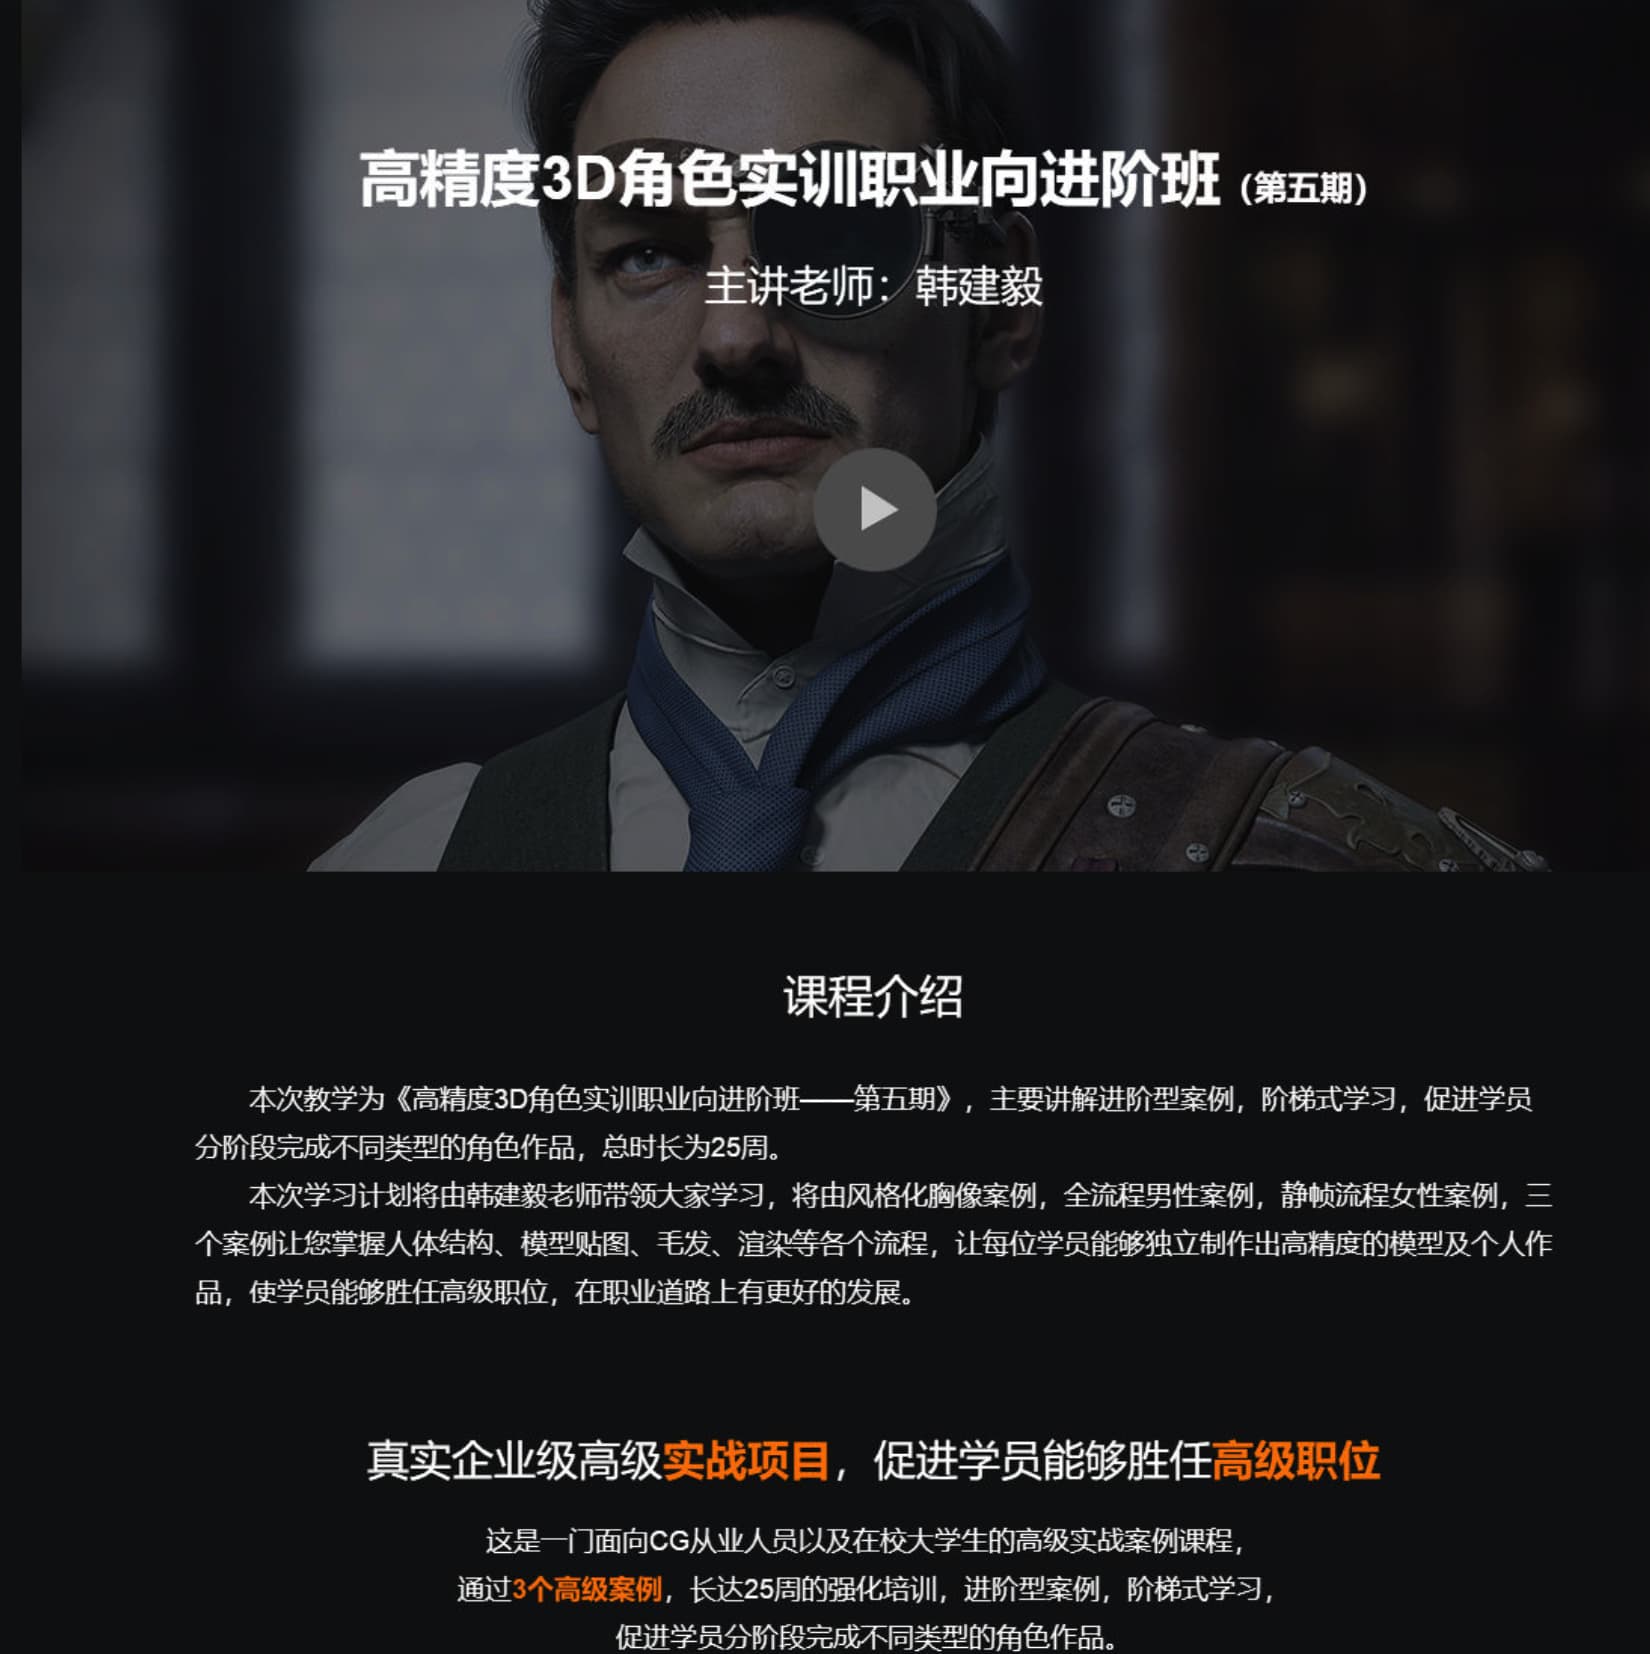 高精度3D角色实训职业向进阶班（第五期）
主讲老师：韩建毅
课程介绍
本次教学为《高精度3D角色实训职业向进阶班——第五期》，主要讲解进阶型案例，阶梯式学习，促进学员
分阶段完成不同类型的角色作品，总时长为25周。
本次学习计划将由韩建毅老师带领大家学习，将由风格化胸像案例，全流程男性案例，静帧流程女性案例，三
个案例让您掌握人体结构、模型贴图、毛发、渲染等各个流程，让每位学员能够独立制作出高精度的模型及个人作
品，使学员能够胜任高级职位，在职业道路上有更好的发展。
真实企业级高级实战项目，促进学员能够胜任高级职位
这是一门面向CG从业人员以及在校大学生的高级实战案例课程，
通过3个高级案例，长达25周的强化培训，进阶型案例，阶梯式学习，
促进学员分阶段完成不同类型的角色作品。